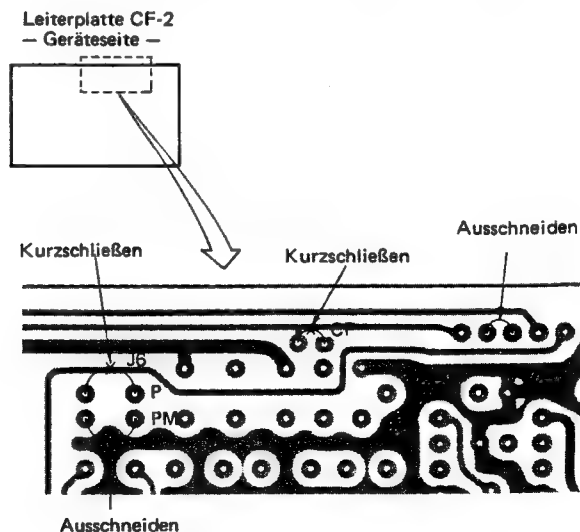 Leiterplatte CF-2
— Geräteseite —
Kurzschließen
Kurzschließen
Ausschneiden
CF
J6
P
PM
Ausschneiden